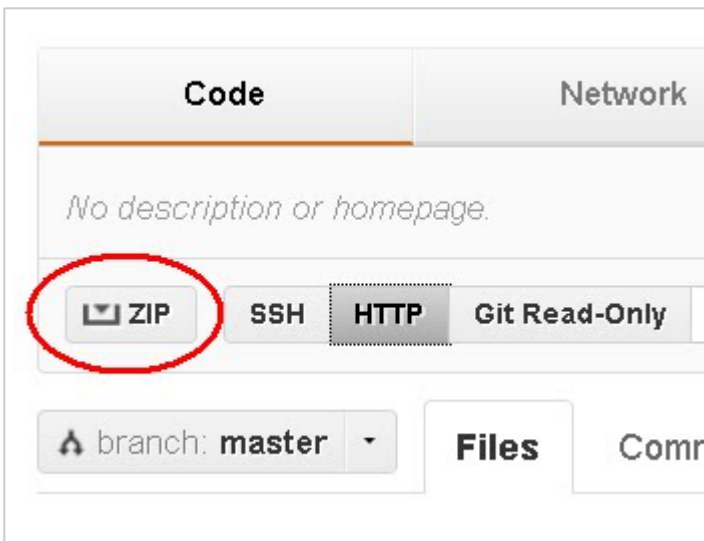 Code Network
No description or homepage.
ZIP SSH HTTP Git Read-Only
branch: master Files